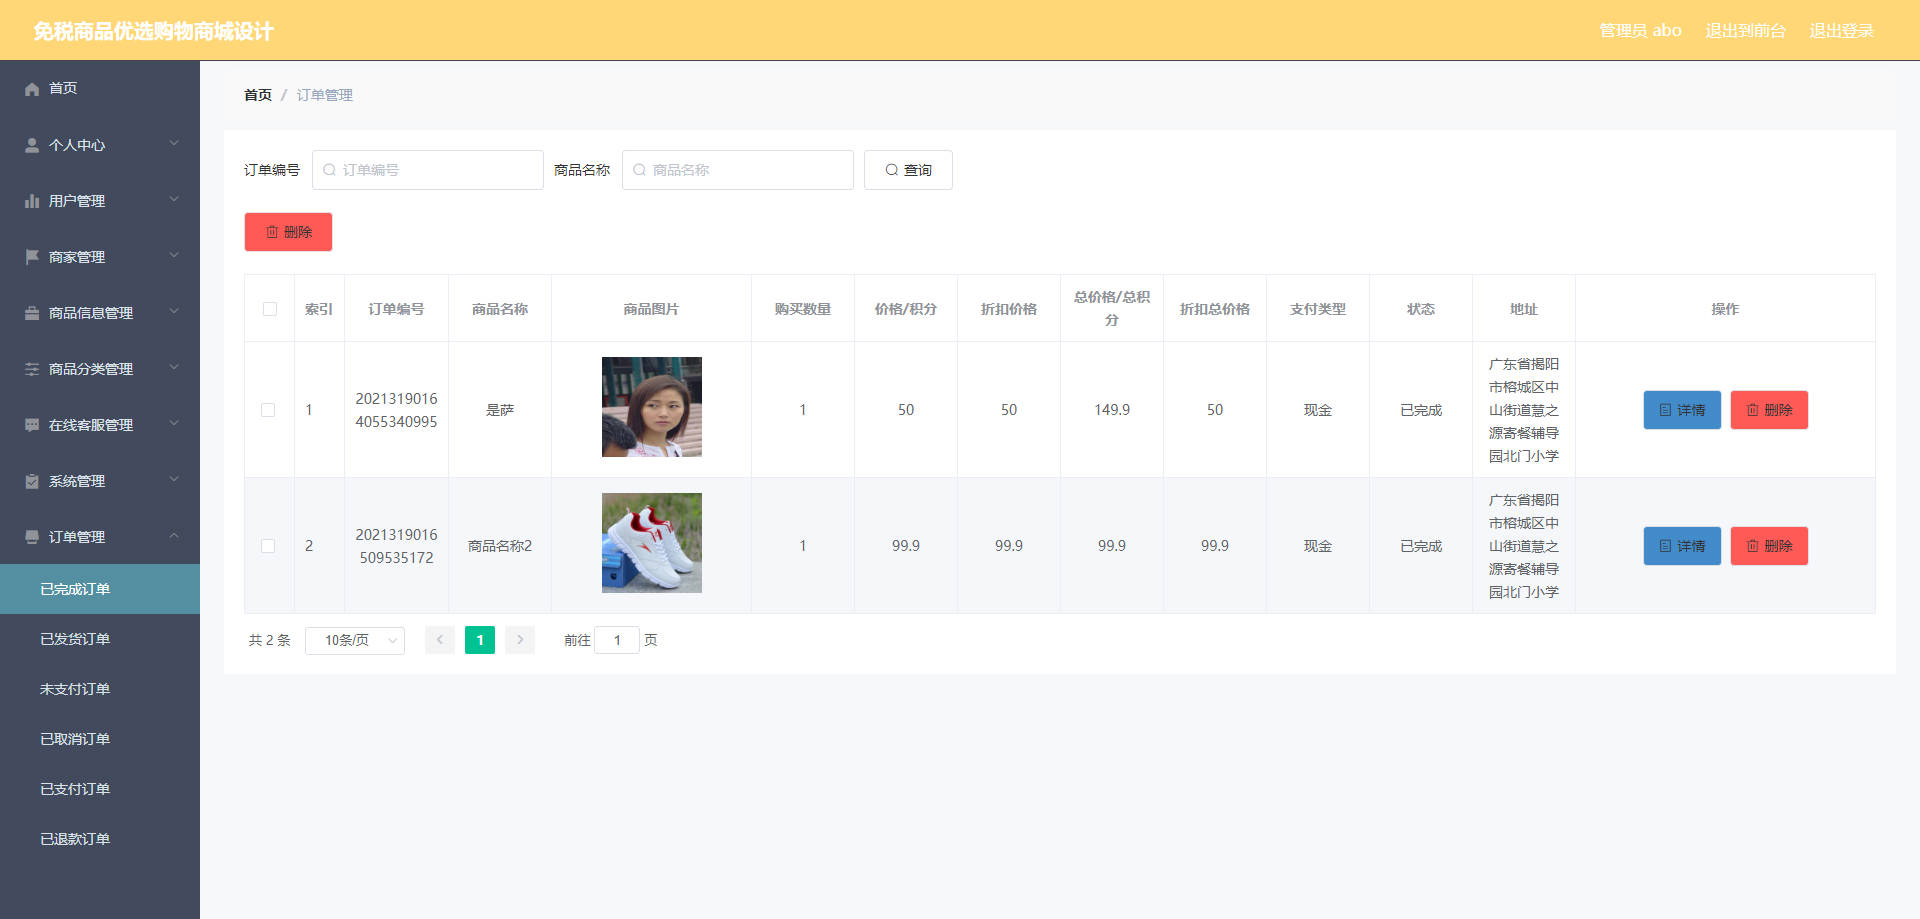 免税商品优选购物商城设计
管理员 abo 退出到前台 退出登录
首页
个人中心
用户管理
商家管理
商品信息管理
商品分类管理
在线客服管理
系统管理
订单管理
已完成订单
已发货订单
未支付订单
已取消订单
已支付订单
已退款订单
首页 / 订单管理
订单编号 订单编号 商品名称 商品名称 查询
删除
索引 订单编号 商品名称 商品图片 购买数量 价格/积分 折扣价格 总价格/总积 折扣总价格 支付类型 状态 地址 操作
分
1 2021319016 是萨 1 50 50 149.9 50 现金 已完成 广东省揭阳 详情 删除
4055340995 市榕城区中
山街道慧之
源寄餐辅导
园北门小学
2 2021319016 商品名称2 1 99.9 99.9 99.9 99.9 现金 已完成 广东省揭阳 详情 删除
509535172 市榕城区中
山街道慧之
源寄餐辅导
园北门小学
共 2 条 10条/页 1 前往 1 页